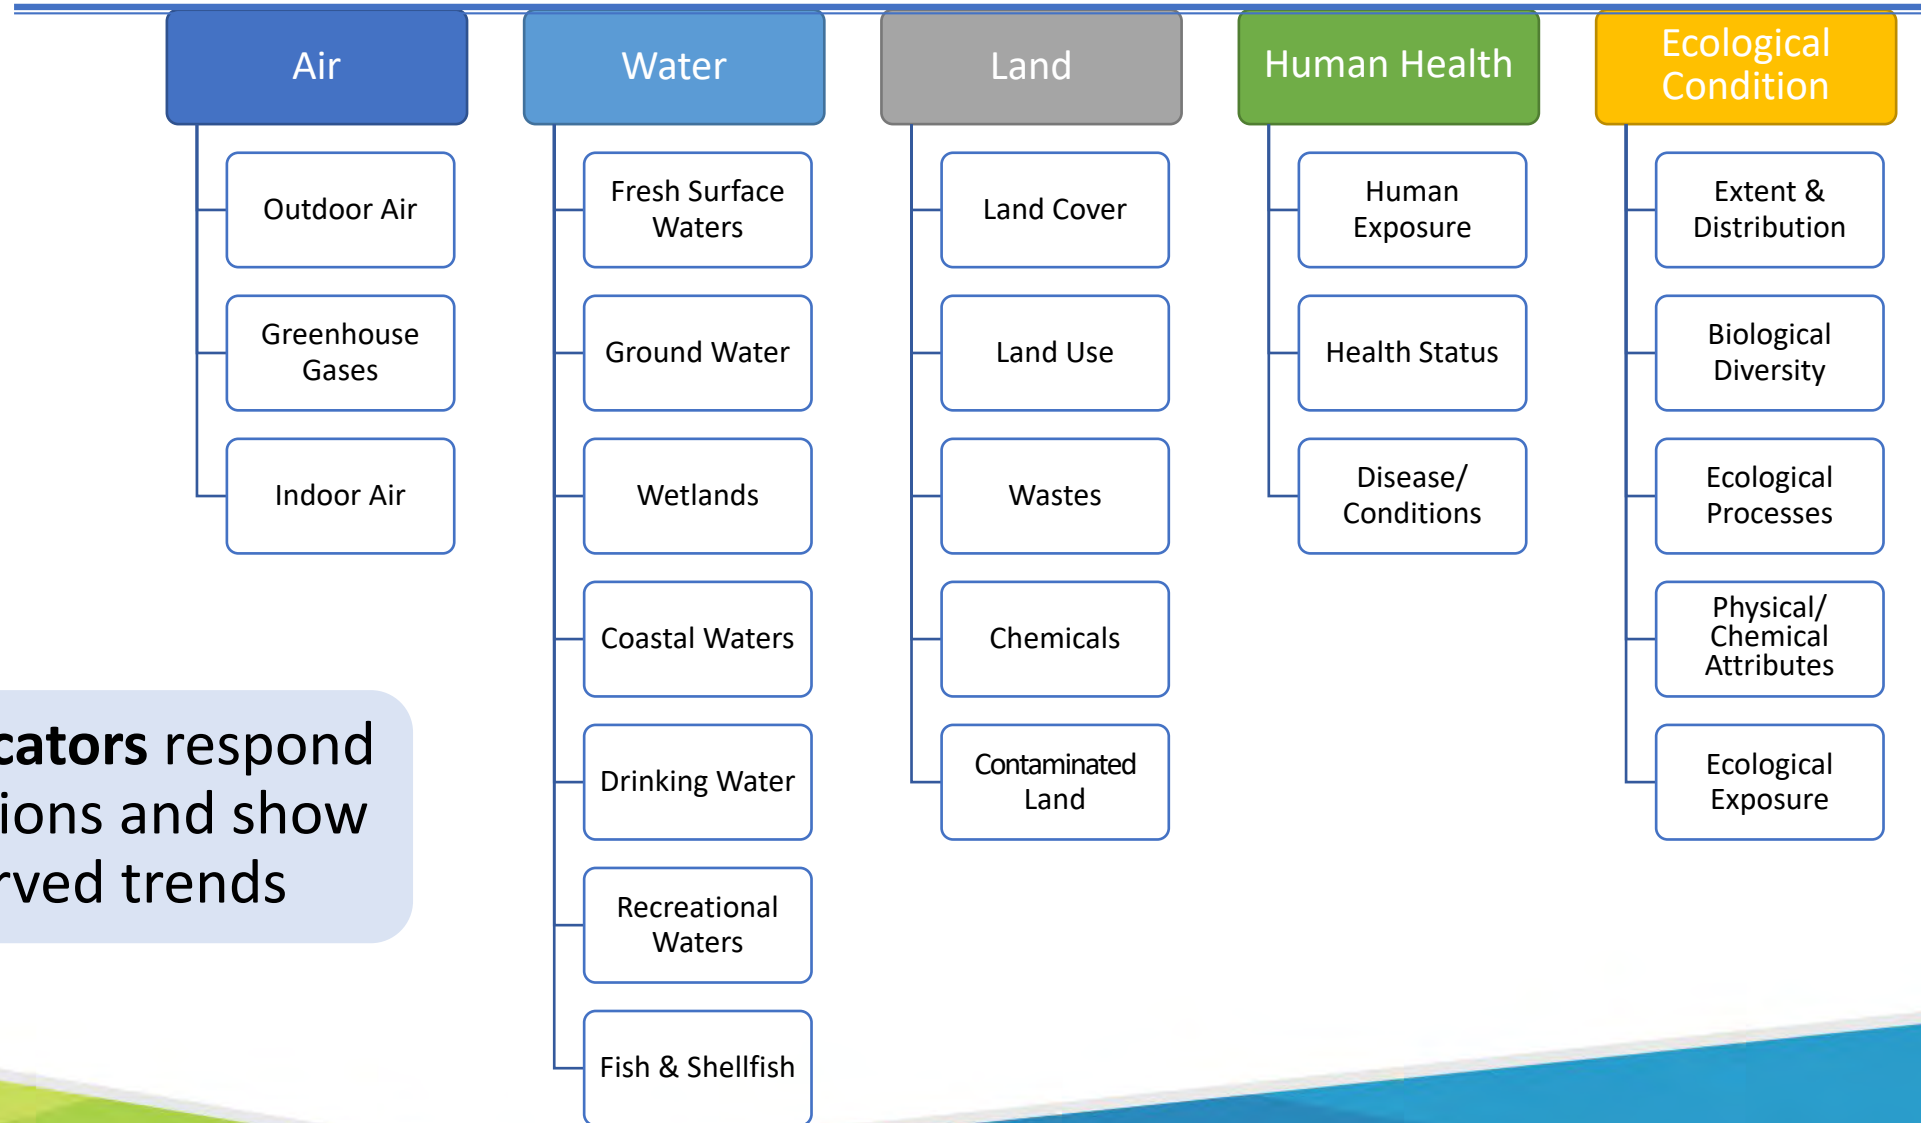 Air
Outdoor Air
Greenhouse
Gases
Indoor Air
Water
Fresh Surface
Waters
Ground Water
Wetlands
Coastal Waters
Drinking Water
Recreational
Waters
Fish & Shellfish
Land
Land Cover
Land Use
Wastes
Chemicals
Contaminated
Land
Human Health
Human
Exposure
Health Status
Disease/
Conditions
Ecological
Condition
Extent &
Distribution
Biological
Diversity
Ecological
Processes
Physical/
Chemical
Attributes
Ecological
Exposure
cators respond
ions and show
rved trends